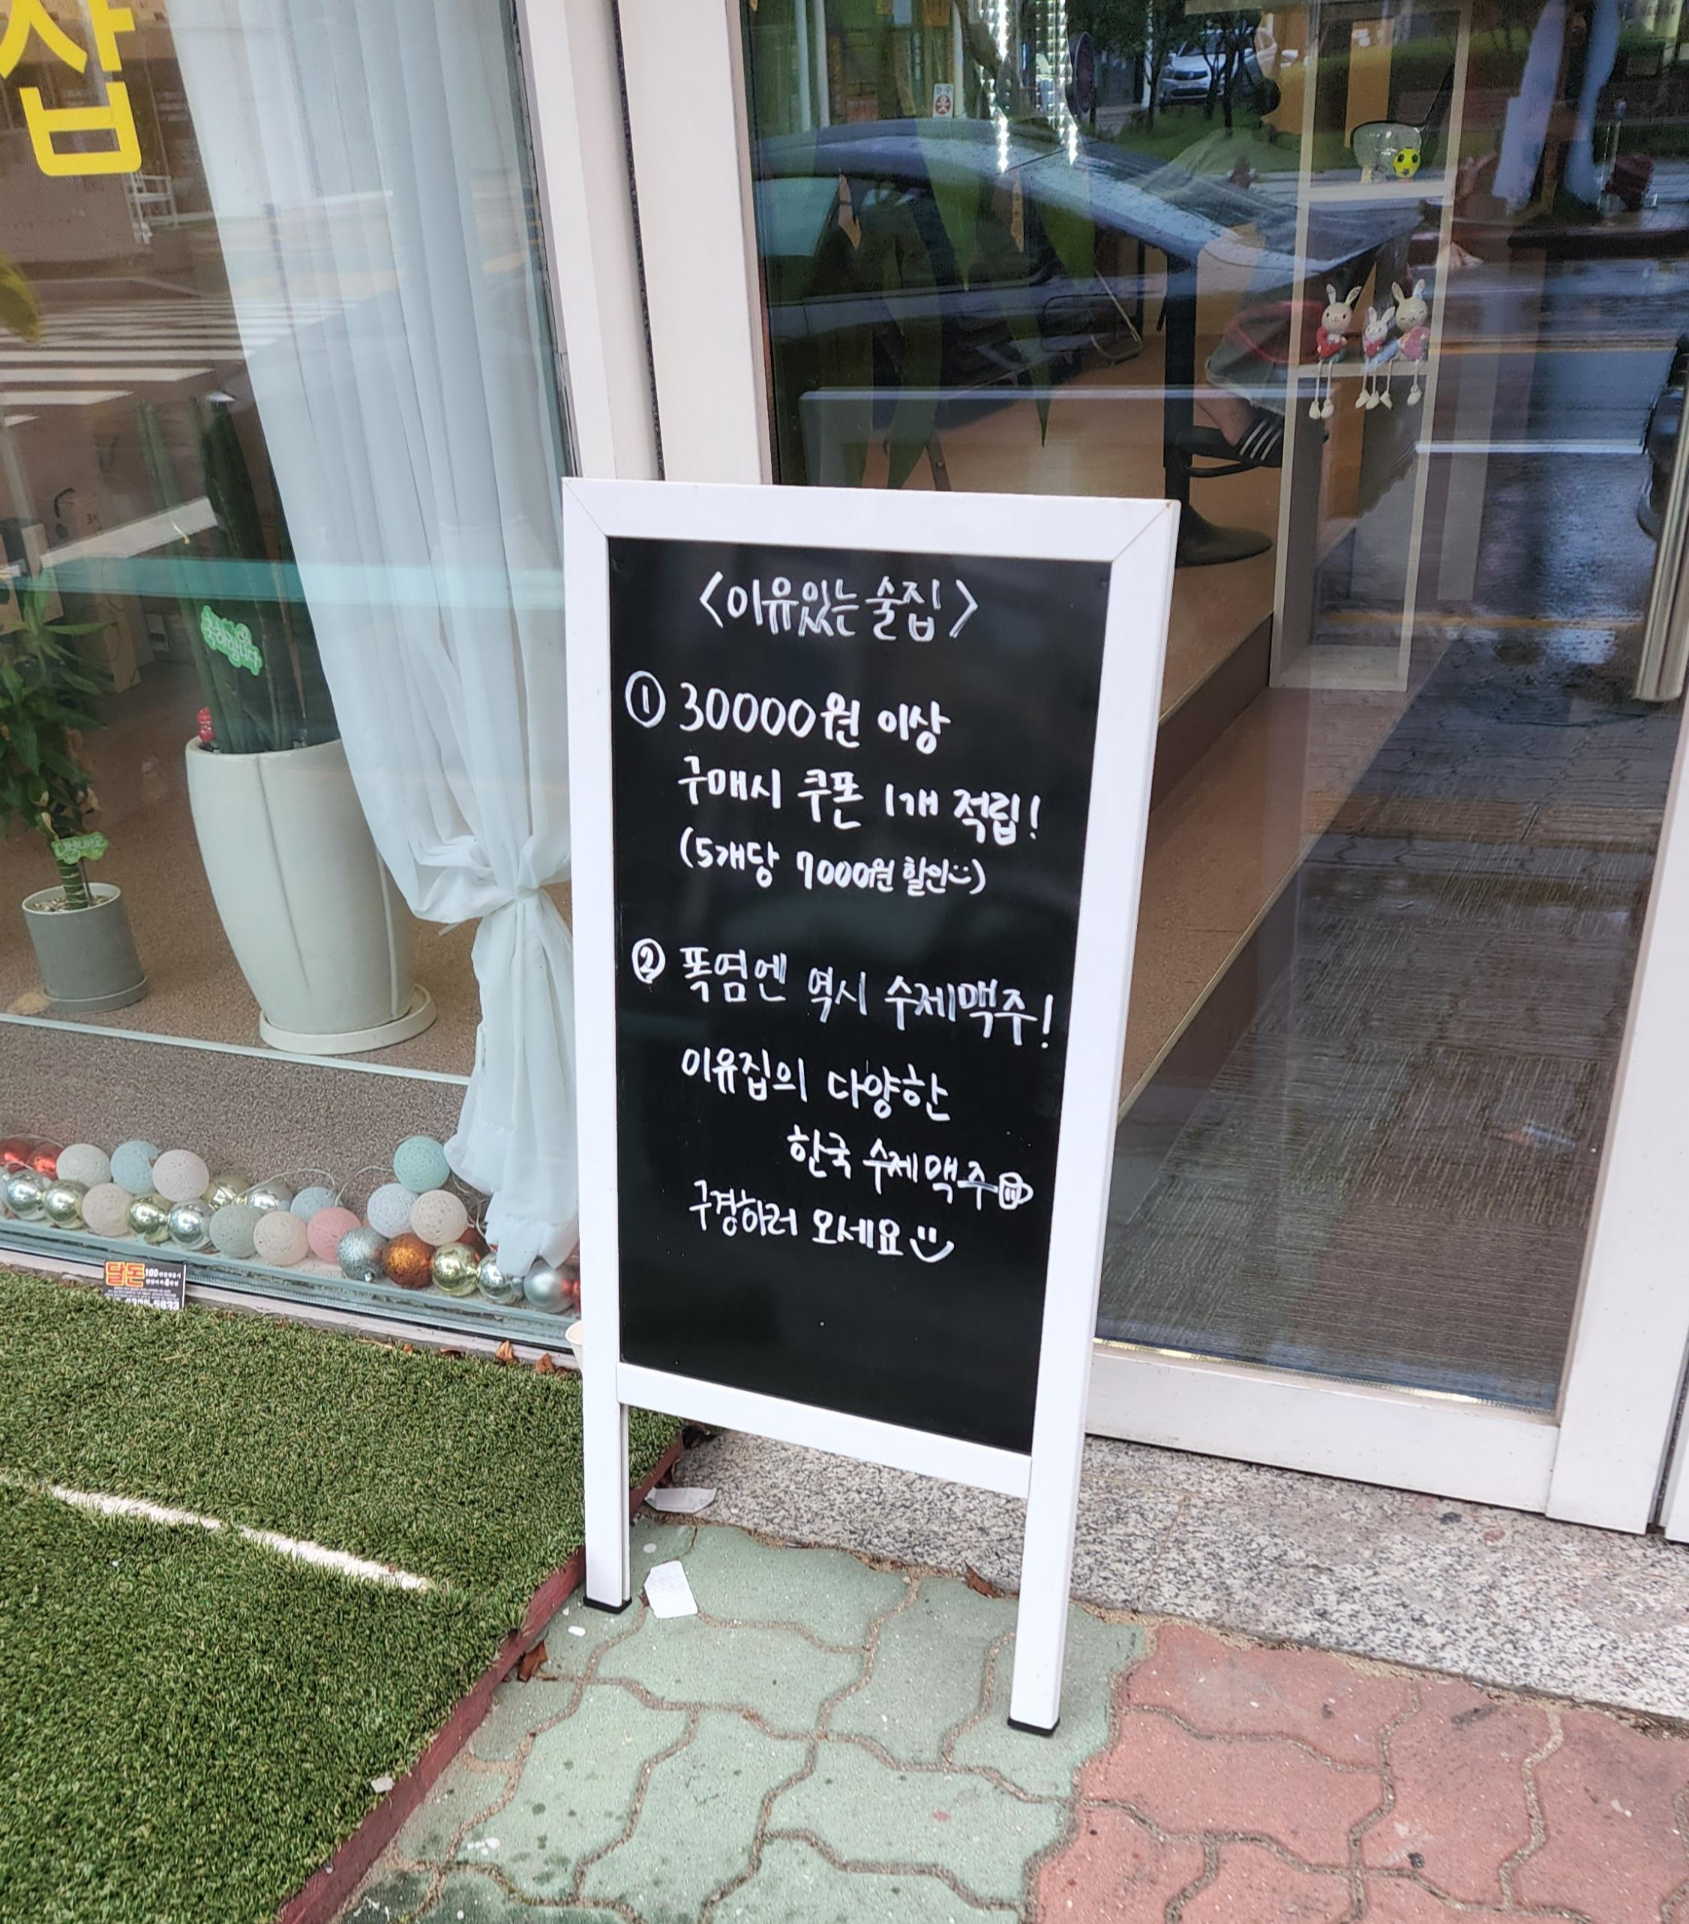 샵
<이유있는 술집>
① 30000원 이상
구매시 쿠폰 1개 적립!
(5개당 7000원 할인)
② 폭염엔 역시 수제맥주!
이유집의 다양한
한국 수제맥주
구경하러 오세요
달돈